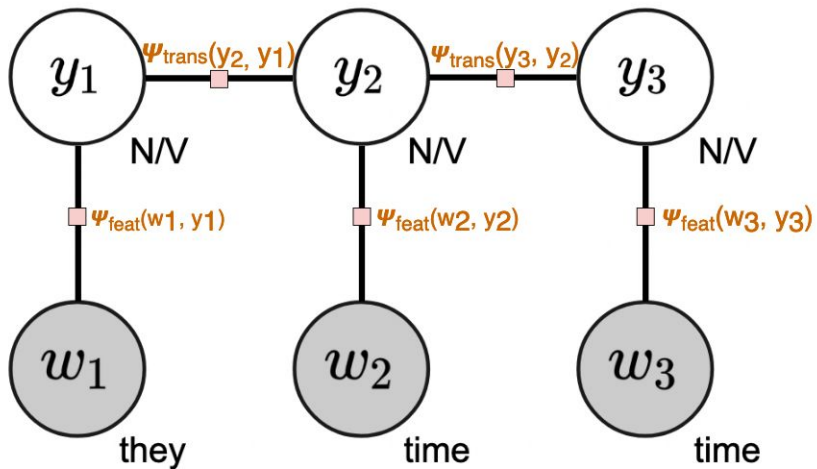 y₁ ψtrans(y₂, y1) y₂ ψtrans(y₃, y₂) y₃
N/V N/V N/V
ψfeat(w1, y1) ψfeat(w2, y2) ψfeat(w₃, y₃)
w₁ w₂ w₃
they time time